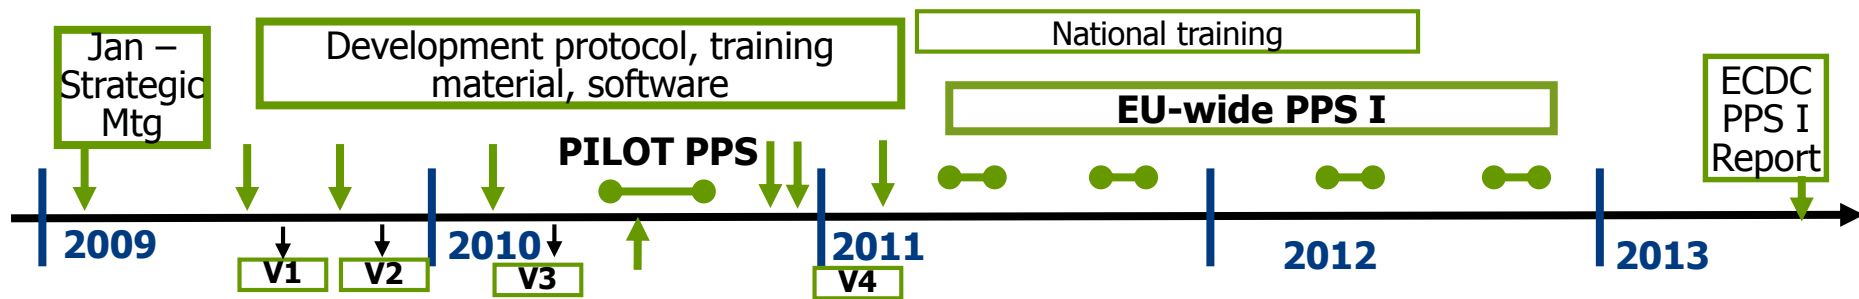 Jan –
Strategic
Mtg
Development protocol, training
material, software
National training
EU-wide PPS I
ECDC
PPS I
Report
PILOT PPS
2009
2010
2011
2012
2013
V1
V2
V3
V4